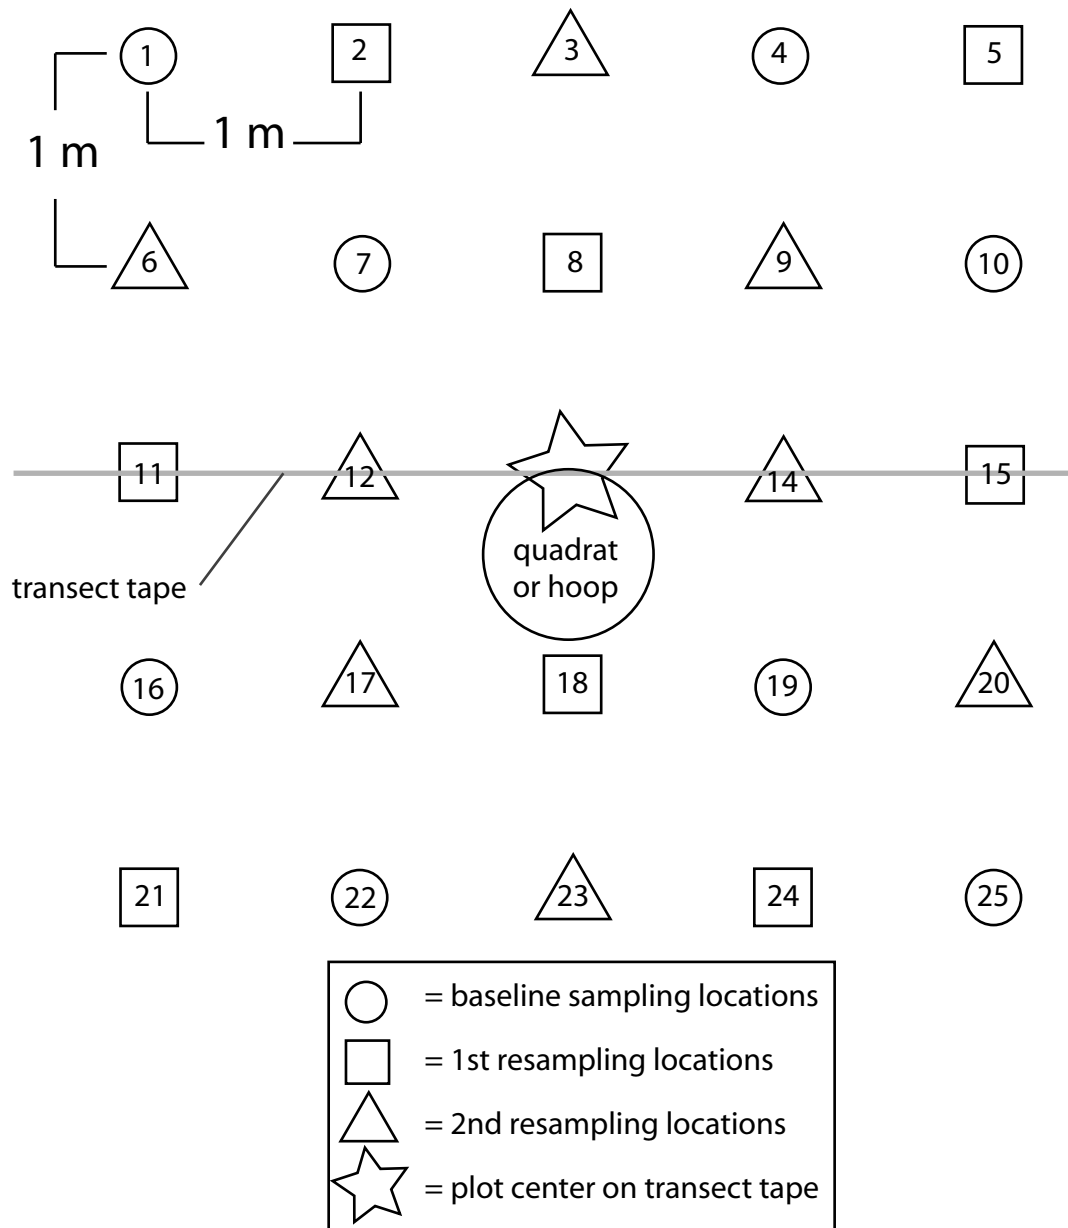 1 2 3 4 5
1 m
1 m
6 7 8 9 10
11 12 14 15
quadrat
or hoop
transect tape
16 17 18 19 20
21 22 23 24 25
= baseline sampling locations
= 1st resampling locations
= 2nd resampling locations
= plot center on transect tape